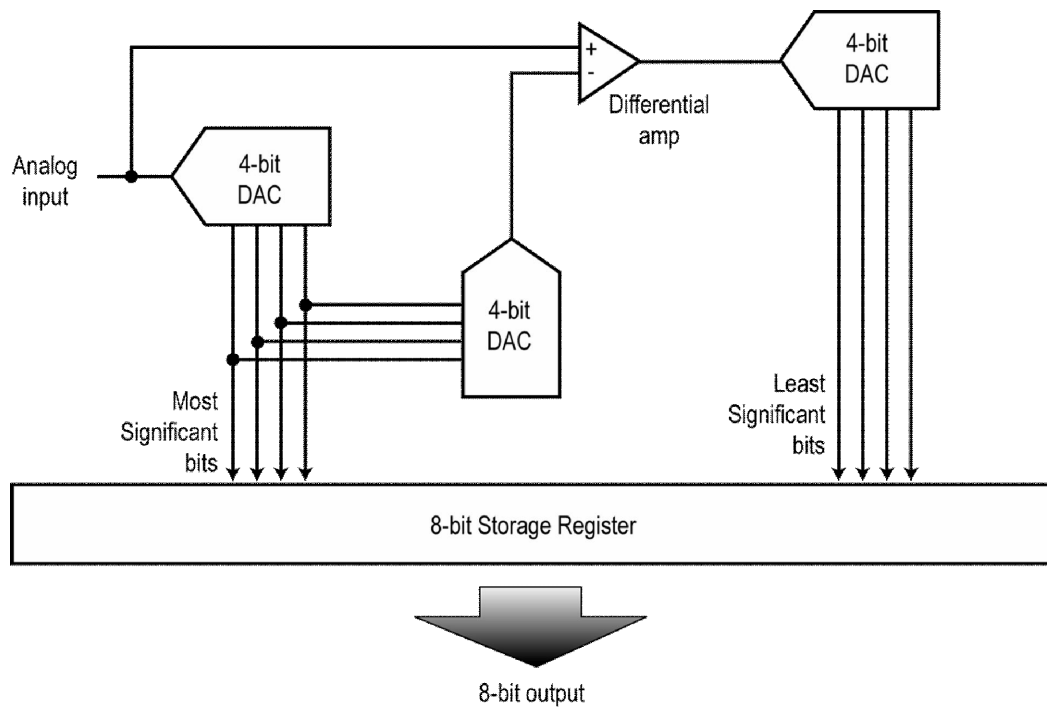 4-bit
DAC
+
-
Differential
amp
Analog
input
4-bit
DAC
4-bit
DAC
Most
Significant
bits
Least
Significant
bits
8-bit Storage Register
8-bit output